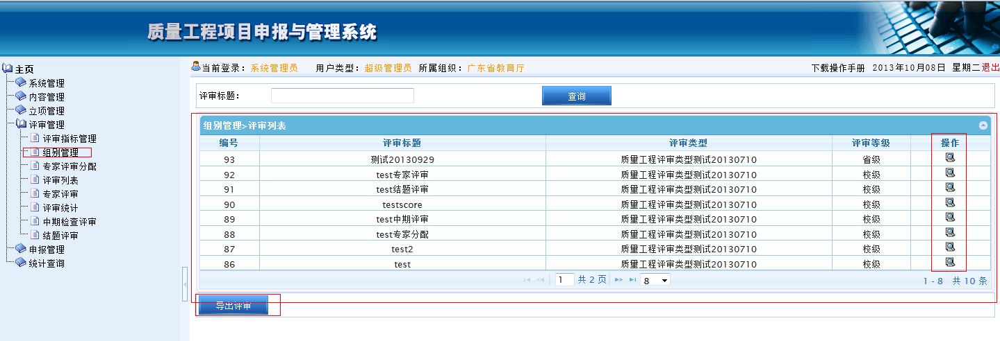 质量工程项目申报与管理系统
主页
系统管理
内容管理
立项管理
评审管理
评审指标管理
组别管理
专家评审分配
评审列表
专家评审
评审统计
中期检查评审
结题评审
申报管理
统计查询
当前登录： 系统管理员 用户类型： 超级管理员 所属组织： 广东省教育厅 下载操作手册 2013年10月08日 星期二 退出
评审标题： 查询
组别管理>评审列表
编号 评审标题 评审类型 评审等级 操作
93 测试20130929 质量工程评审类型测试20130710 省级
92 test专家评审 质量工程评审类型测试20130710 校级
91 test结题评审 质量工程评审类型测试20130710 校级
90 testscore 质量工程评审类型测试20130710 校级
89 test中期评审 质量工程评审类型测试20130710 校级
88 test专家分配 质量工程评审类型测试20130710 校级
87 test2 质量工程评审类型测试20130710 校级
86 test 质量工程评审类型测试20130710 校级
1 共 2 页 8 1 - 8 共 10 条
导出评审